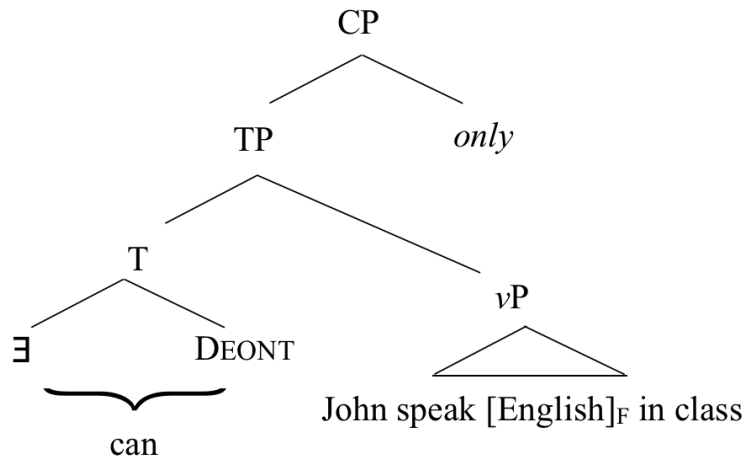 CP
TP only
T
vP
∃ DEONT
John speak [English]F in class
can